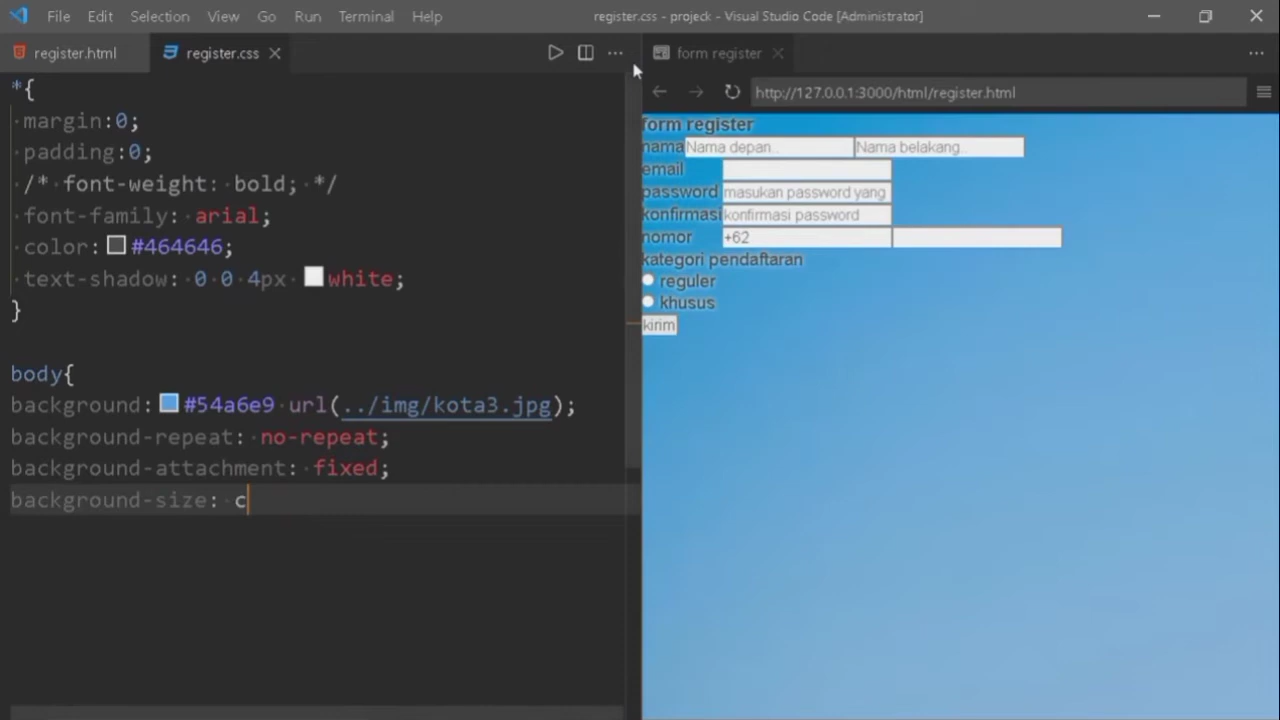 File Edit Selection View Go Run Terminal Help
register.css - projeck - Visual Studio Code [Administrator]
register.html
register.css
*{
margin:0;
padding:0;
/* font-weight: bold; */
font-family: arial;
color: #464646;
text-shadow: 0 0 4px white;
}
body{
background: #54a6e9 url(../img/kota3.jpg);
background-repeat: no-repeat;
background-attachment: fixed;
background-size: c
form register
http://127.0.0.1:3000/html/register.html
form register
nama Nama depan.. Nama belakang..
email
password masukan password yang
konfirmasi konfirmasi password
nomor +62
kategori pendaftaran
reguler
khusus
kirim